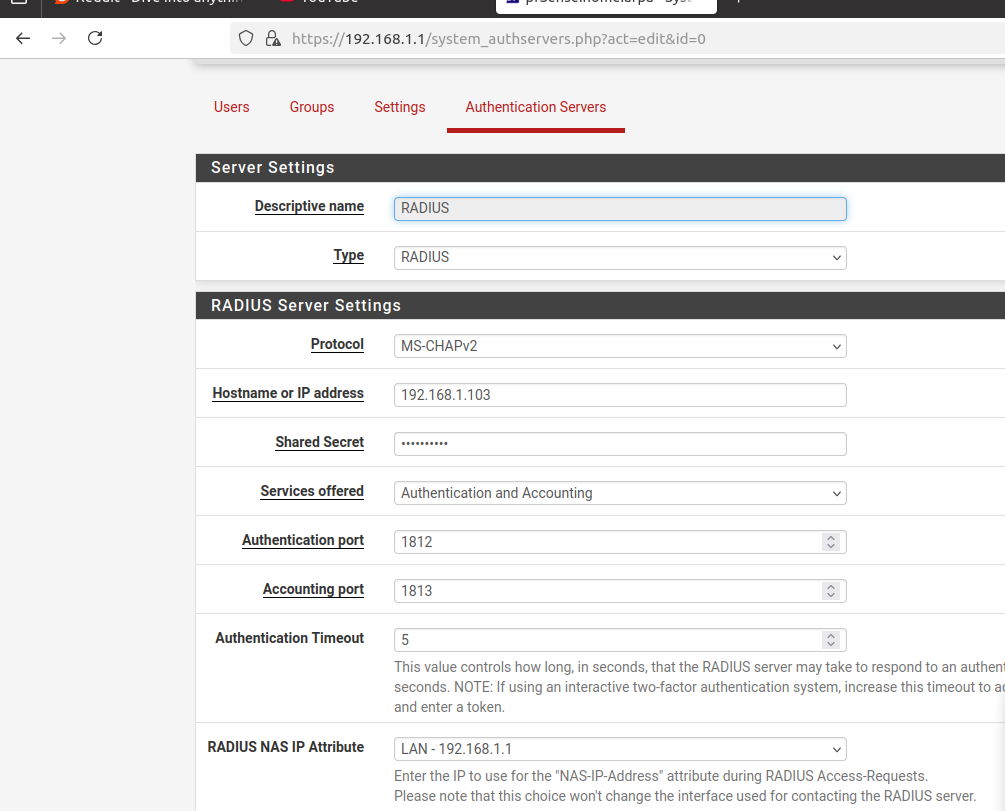 YouTube
https://192.168.1.1/system_authservers.php?act=edit&id=0
Users Groups Settings Authentication Servers
Server Settings
Descriptive name RADIUS
Type RADIUS
RADIUS Server Settings
Protocol MS-CHAPv2
Hostname or IP address 192.168.1.103
Shared Secret ••••••••••
Services offered Authentication and Accounting
Authentication port 1812
Accounting port 1813
Authentication Timeout 5
This value controls how long, in seconds, that the RADIUS server may take to respond to an authen
seconds. NOTE: If using an interactive two-factor authentication system, increase this timeout to a
and enter a token.
RADIUS NAS IP Attribute LAN - 192.168.1.1
Enter the IP to use for the "NAS-IP-Address" attribute during RADIUS Access-Requests.
Please note that this choice won't change the interface used for contacting the RADIUS server.